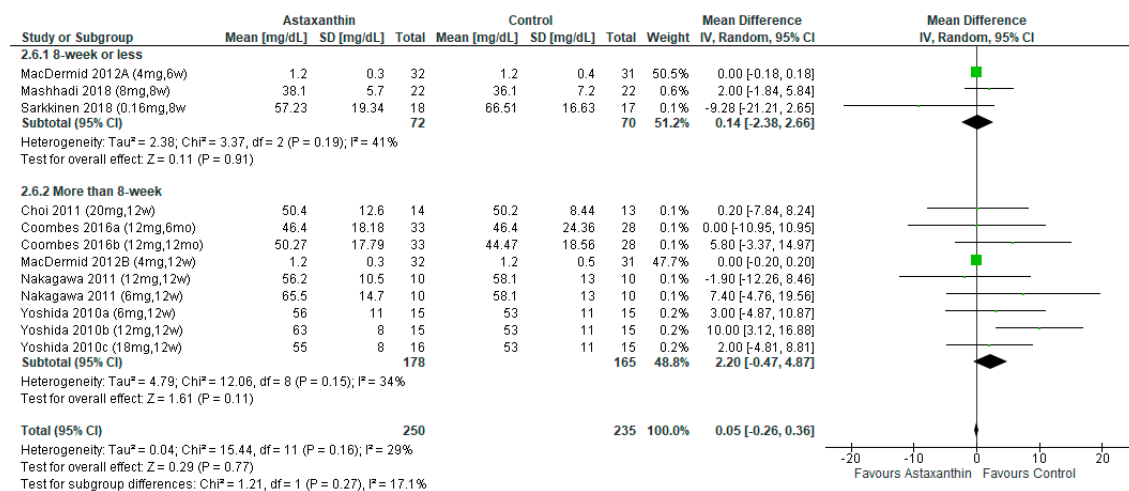 Astaxanthin Control Mean Difference Mean Difference
Study or Subgroup Mean [mg/dL] SD [mg/dL] Total Mean [mg/dL] SD [mg/dL] Total Weight IV, Random, 95% CI IV, Random, 95% CI
2.6.1 8-week or less
MacDermid 2012A (4mg,6w) 1.2 0.3 32 1.2 0.4 31 50.5% 0.00 [-0.18, 0.18]
Mashhadi 2018 (8mg,8w) 38.1 5.7 22 36.1 7.2 22 0.6% 2.00 [-1.84, 5.84]
Sarkkinen 2018 (0.16mg,8w 57.23 19.34 18 66.51 16.63 17 0.1% -9.28 [-21.21, 2.65]
Subtotal (95% CI) 72 70 51.2% 0.14 [-2.38, 2.66]
Heterogeneity: Tau² = 2.38; Chi² = 3.37, df = 2 (P = 0.19); I² = 41%
Test for overall effect: Z = 0.11 (P = 0.91)
2.6.2 More than 8-week
Choi 2011 (20mg,12w) 50.4 12.6 14 50.2 8.44 13 0.1% 0.20 [-7.84, 8.24]
Coombes 2016a (12mg,6mo) 46.4 18.18 33 46.4 24.36 28 0.1% 0.00 [-10.95, 10.95]
Coombes 2016b (12mg,12mo) 50.27 17.79 33 44.47 18.56 28 0.1% 5.80 [-3.37, 14.97]
MacDermid 2012B (4mg,12w) 1.2 0.3 32 1.2 0.5 31 47.7% 0.00 [-0.20, 0.20]
Nakagawa 2011 (12mg,12w) 56.2 10.5 10 58.1 13 10 0.1% -1.90 [-12.26, 8.46]
Nakagawa 2011 (6mg,12w) 65.5 14.7 10 58.1 13 10 0.1% 7.40 [-4.76, 19.56]
Yoshida 2010a (6mg,12w) 56 11 15 53 11 15 0.2% 3.00 [-4.87, 10.87]
Yoshida 2010b (12mg,12w) 63 8 15 53 11 15 0.2% 10.00 [3.12, 16.88]
Yoshida 2010c (18mg,12w) 55 8 16 53 11 15 0.2% 2.00 [-4.81, 8.81]
Subtotal (95% CI) 178 165 48.8% 2.20 [-0.47, 4.87]
Heterogeneity: Tau² = 4.79; Chi² = 12.06, df = 8 (P = 0.15); I² = 34%
Test for overall effect: Z = 1.61 (P = 0.11)
Total (95% CI) 250 235 100.0% 0.05 [-0.26, 0.36]
Heterogeneity: Tau² = 0.04; Chi² = 15.44, df = 11 (P = 0.16); I² = 29%
Test for overall effect: Z = 0.29 (P = 0.77)
Test for subgroup differences: Chi² = 1.21, df = 1 (P = 0.27), I² = 17.1%
-20 -10 0 10 20
Favours Astaxanthin Favours Control